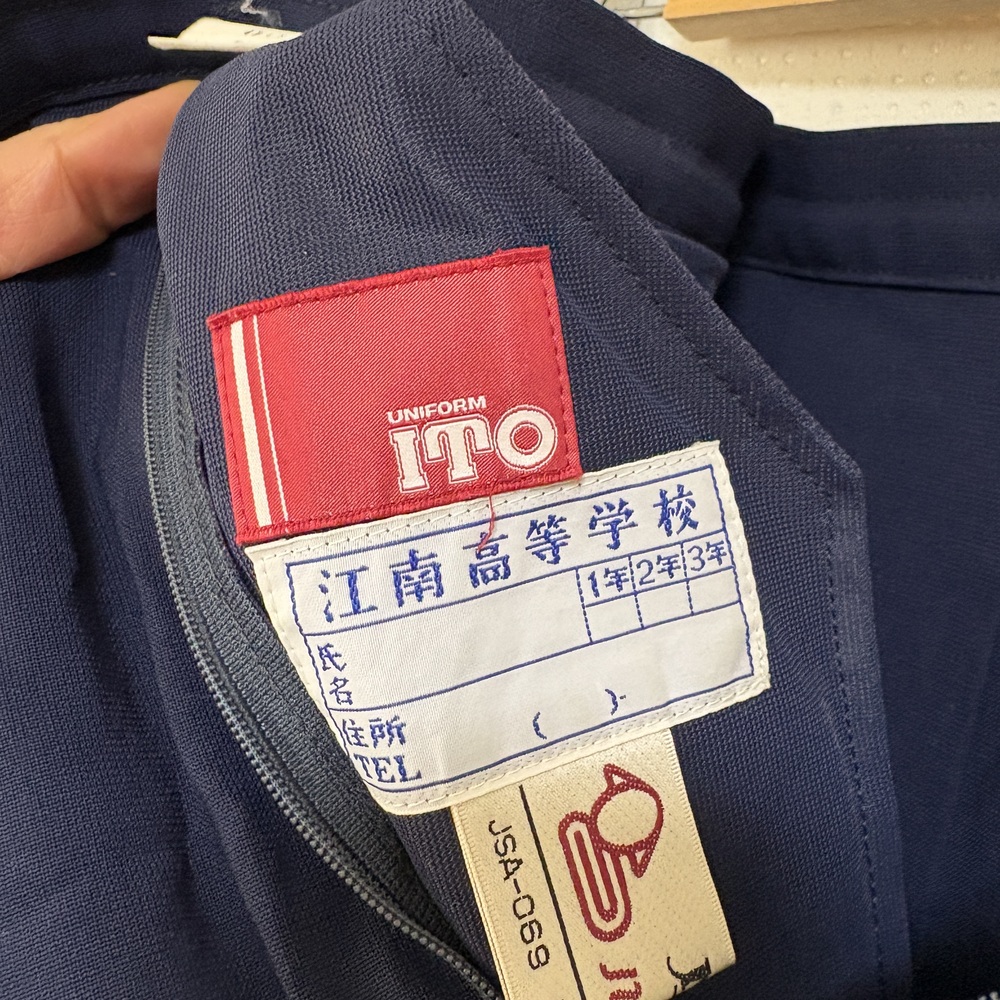 UNIFORM
ITO
江南高等学校
1年 2年 3年
氏名
住所
( )-
TEL
JSA-069